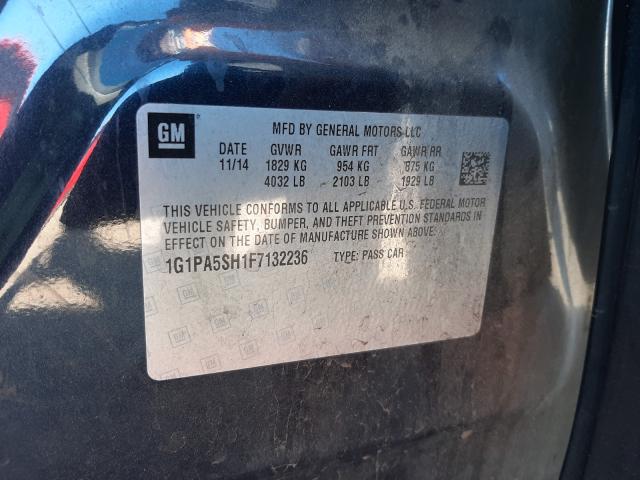 GM
MFD BY GENERAL MOTORS LLC
DATE GVWR GAWR FRT GAWR RR
11/14 1829 KG 954 KG 875 KG
4032 LB 2103 LB 1929 LB
THIS VEHICLE CONFORMS TO ALL APPLICABLE U.S. FEDERAL MOTOR
VEHICLE SAFETY, BUMPER, AND THEFT PREVENTION STANDARDS IN
EFFECT ON THE DATE OF MANUFACTURE SHOWN ABOVE.
1G1PA5SH1F7132236 TYPE: PASS CAR